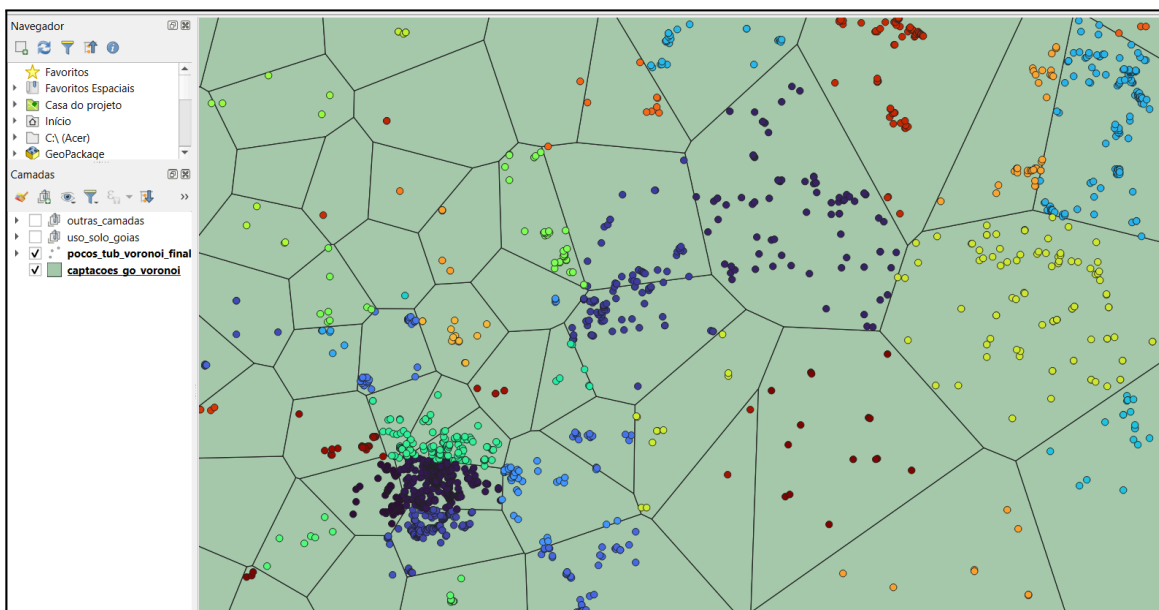 Navegador
Favoritos
Favoritos Espaciais
Casa do projeto
Início
C:\ (Acer)
GeoPackage
Camadas
outras_camadas
uso_solo_goias
pocos_tub_voronoi_final
captacoes_go_voronoi